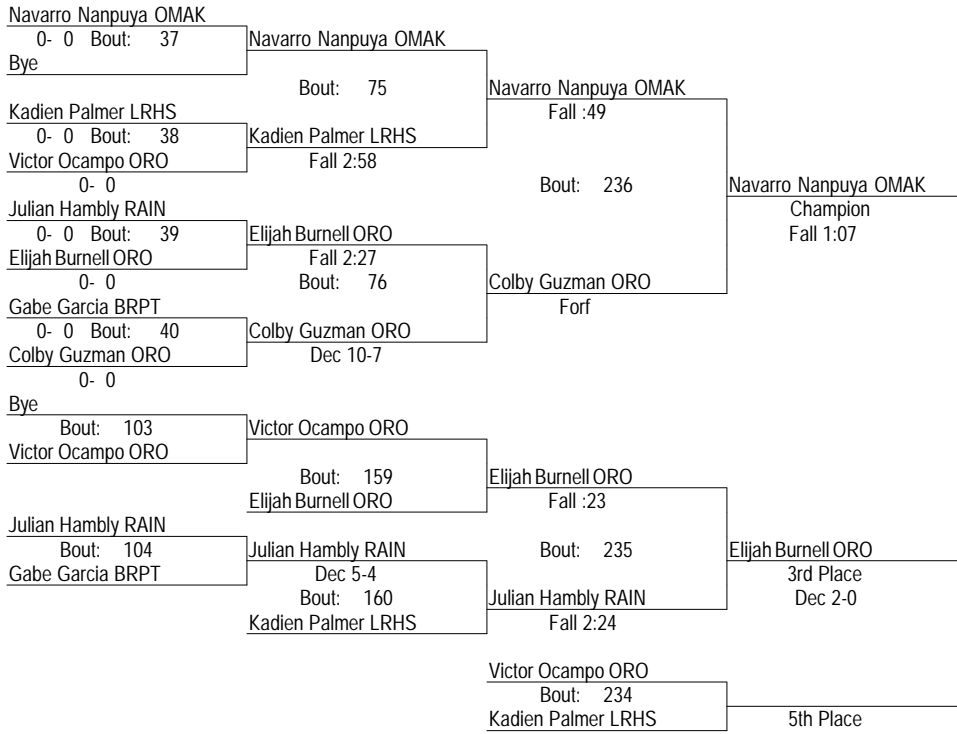 Navarro Nanpuya OMAK
0- 0 Bout: 37
Bye
Navarro Nanpuya OMAK
Bout: 75
Navarro Nanpuya OMAK
Fall :49
Kadien Palmer LRHS
0- 0 Bout: 38
Victor Ocampo ORO
0- 0
Kadien Palmer LRHS
Fall 2:58
Bout: 236
Navarro Nanpuya OMAK
Champion
Fall 1:07
Julian Hambly RAIN
0- 0 Bout: 39
Elijah Burnell ORO
0- 0
Elijah Burnell ORO
Fall 2:27
Bout: 76
Colby Guzman ORO
Forf
Gabe Garcia BRPT
0- 0 Bout: 40
Colby Guzman ORO
0- 0
Colby Guzman ORO
Dec 10-7
Bye
Bout: 103
Victor Ocampo ORO
Victor Ocampo ORO
Bout: 159
Elijah Burnell ORO
Elijah Burnell ORO
Fall :23
Julian Hambly RAIN
Bout: 104
Gabe Garcia BRPT
Julian Hambly RAIN
Dec 5-4
Bout: 160
Kadien Palmer LRHS
Bout: 235
Julian Hambly RAIN
Fall 2:24
Elijah Burnell ORO
3rd Place
Dec 2-0
Victor Ocampo ORO
Bout: 234
Kadien Palmer LRHS
5th Place